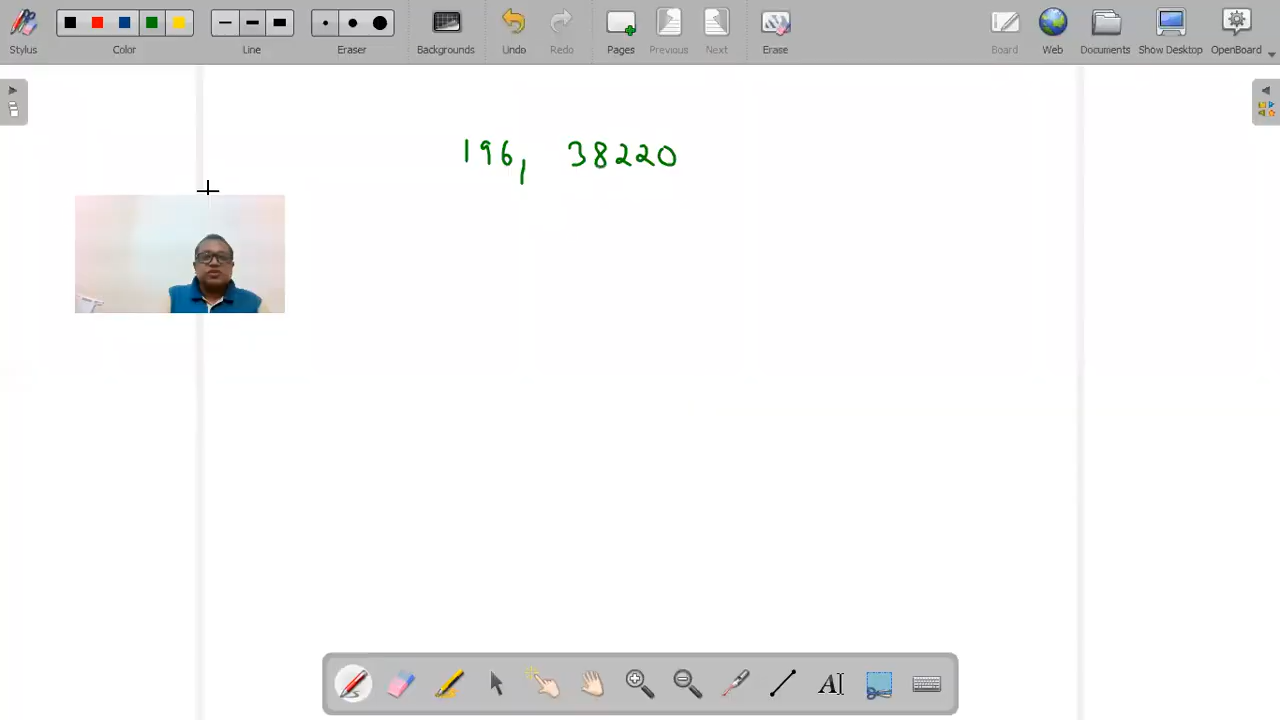 Stylus Color Line Eraser Backgrounds Undo Redo Pages Previous Next Erase Board Web Documents Show Desktop OpenBoard
196, 38220
AI